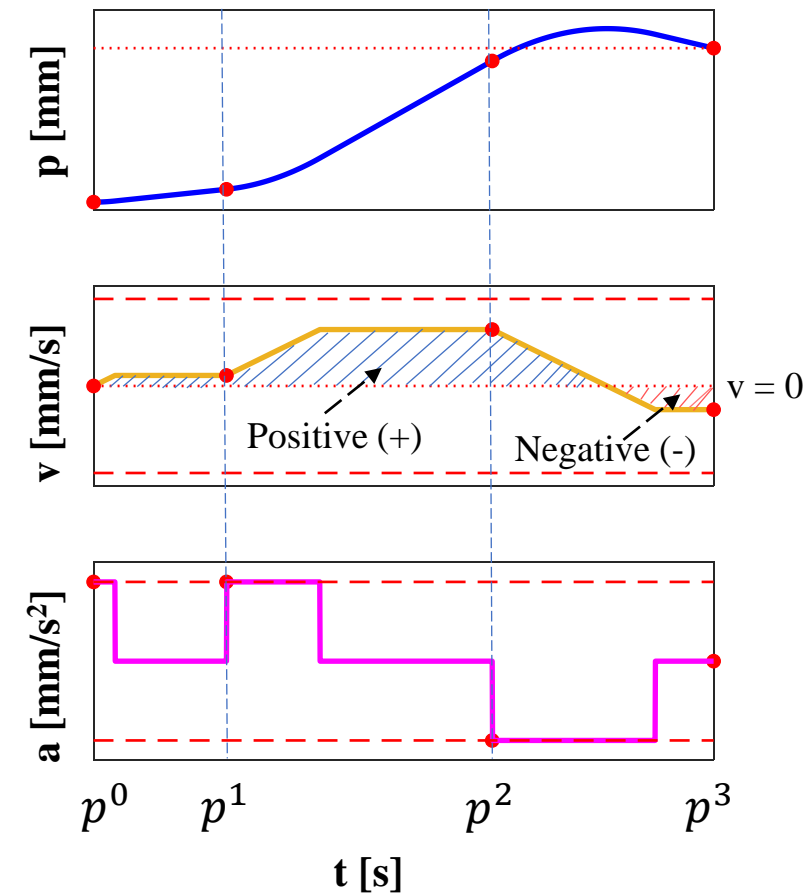 p [mm]
v [mm/s]
v = 0
Positive (+)
Negative (-)
a [mm/s²]
p⁰ p¹ p² p³
t [s]